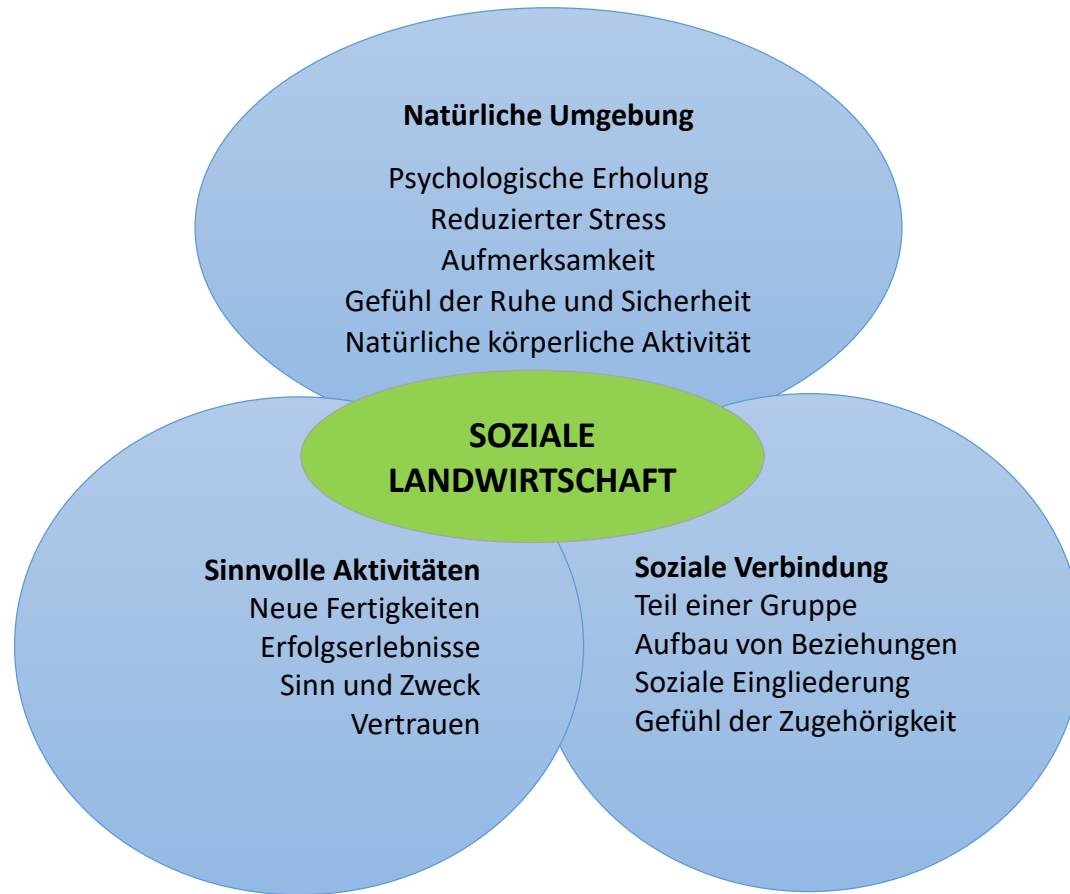 Natürliche Umgebung
Psychologische Erholung
Reduzierter Stress
Aufmerksamkeit
Gefühl der Ruhe und Sicherheit
Natürliche körperliche Aktivität
SOZIALE
LANDWIRTSCHAFT
Sinnvolle Aktivitäten
Neue Fertigkeiten
Erfolgserlebnisse
Sinn und Zweck
Vertrauen
Soziale Verbindung
Teil einer Gruppe
Aufbau von Beziehungen
Soziale Eingliederung
Gefühl der Zugehörigkeit